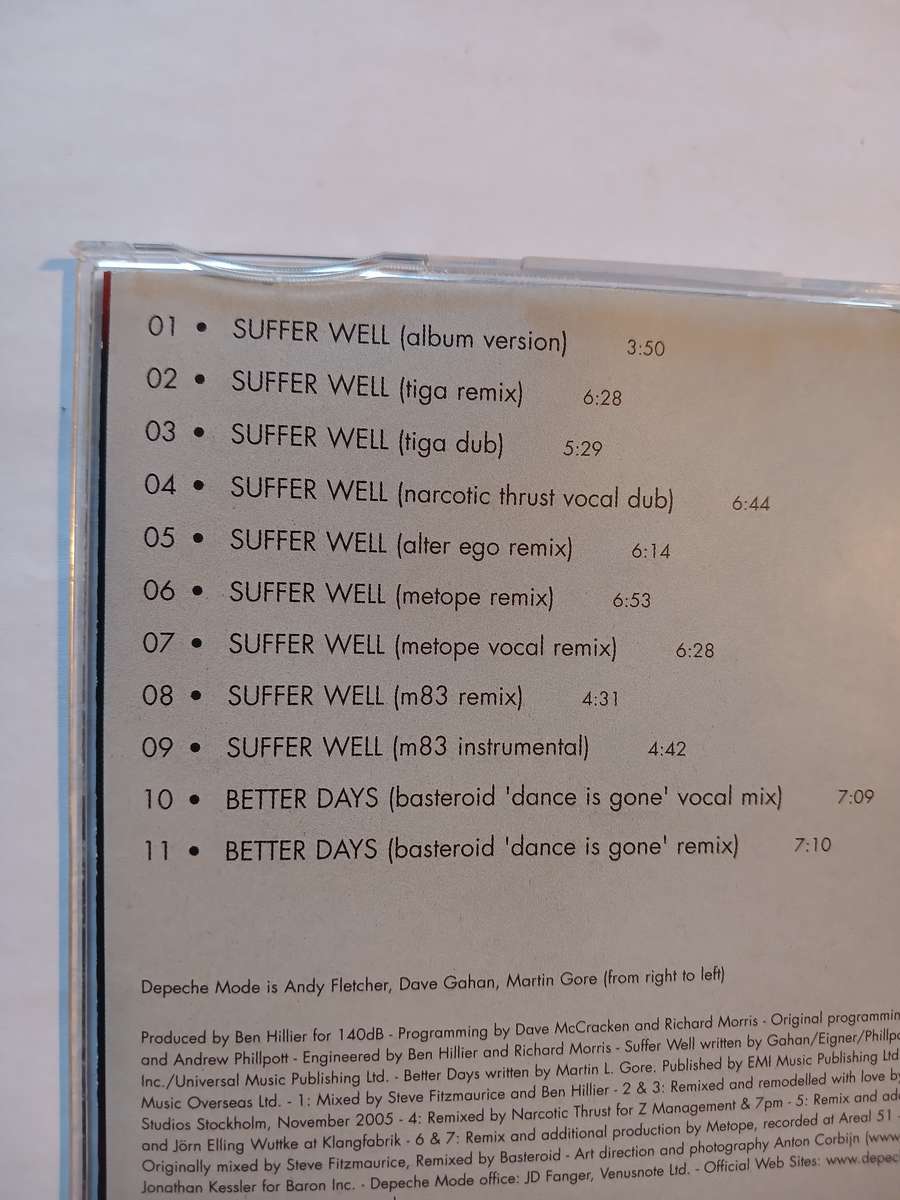 01 • SUFFER WELL (album version) 3:50
02 • SUFFER WELL (tiga remix) 6:28
03 • SUFFER WELL (tiga dub) 5:29
04 • SUFFER WELL (narcotic thrust vocal dub) 6:44
05 • SUFFER WELL (alter ego remix) 6:14
06 • SUFFER WELL (metope remix) 6:53
07 • SUFFER WELL (metope vocal remix) 6:28
08 • SUFFER WELL (m83 remix) 4:31
09 • SUFFER WELL (m83 instrumental) 4:42
10 • BETTER DAYS (basteroid 'dance is gone' vocal mix) 7:09
11 • BETTER DAYS (basteroid 'dance is gone' remix) 7:10
Depeche Mode is Andy Fletcher, Dave Gahan, Martin Gore (from right to left)
Produced by Ben Hillier for 140dB - Programming by Dave McCracken and Richard Morris - Original
and Andrew Phillpott - Engineered by Ben Hillier and Richard Morris - Suffer Well written by Gahan/Eigner/
Inc./Universal Music Publishing Ltd. - Better Days written by Martin L. Gore. Published by EMI Music Publishing Ltd
Music Overseas Ltd. - 1: Mixed by Steve Fitzmaurice and Ben Hillier - 2 & 3: Remixed and remodelled with love by
Studios Stockholm, November 2005 - 4: Remixed by Narcotic Thrust for Z Management & 7pm - 5: Remix and
and Jörn Elling Wuttke at Klangfabrik - 6 & 7: Remix and additional production by Metope, recorded at Areal 51 -
Originally mixed by Steve Fitzmaurice, Remixed by Basteroid - Art direction and photography Anton Corbijn
Jonathan Kessler for Baron Inc. - Depeche Mode office: JD Fanger, Venusnote Ltd. - Official Web Sites: